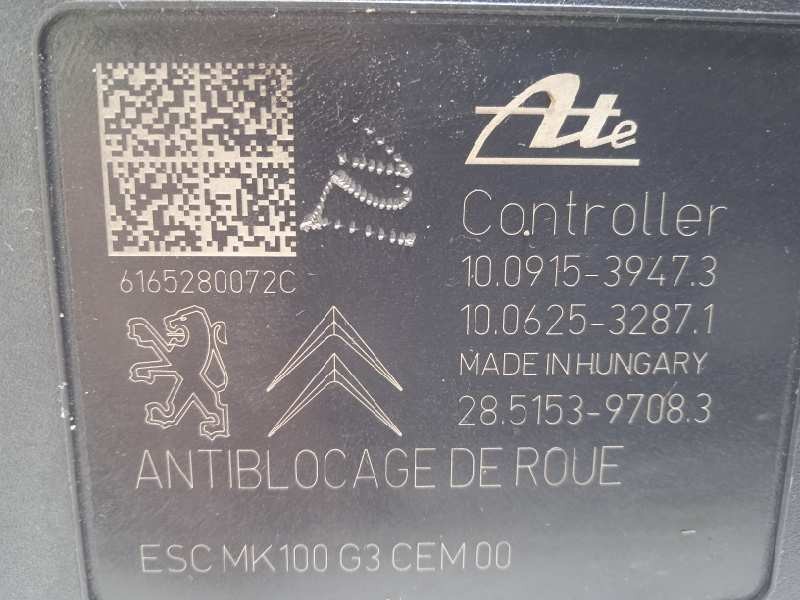 Ate
Controller
6165280072C
10.0915-3947.3
10.0625-3287.1
MADE IN HUNGARY
28.5153-9708.3
ANTIBLOCAGE DE ROUE
ESC MK100 G3 CEM 00